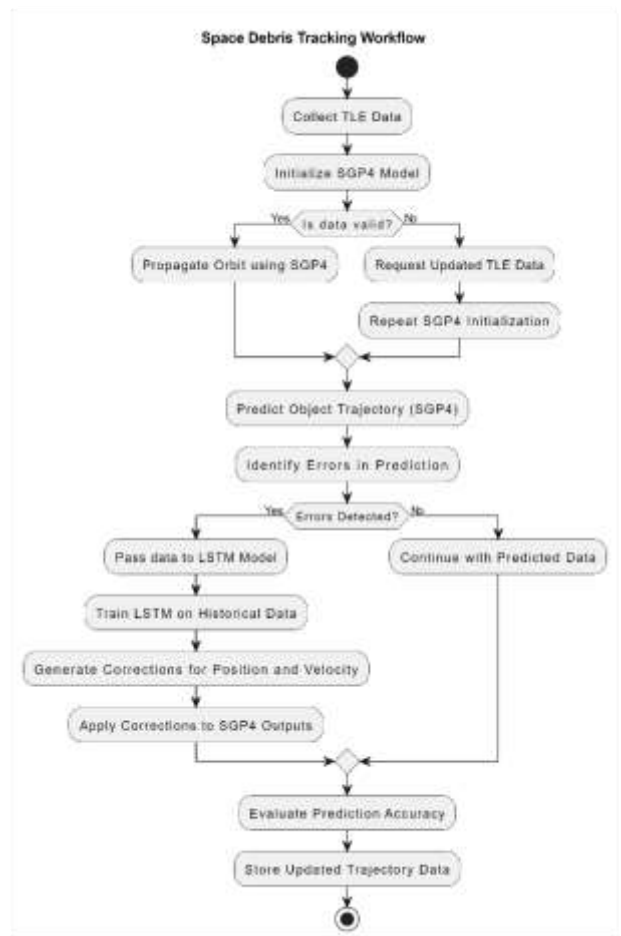 Space Debris Tracking Workflow
Collect TLE Data
Initialize SGP4 Model
Yes
Is data valid?
No
Propagate Orbit using SGP4
Request Updated TLE Data
Repeat SGP4 Initialization
Predict Object Trajectory (SGP4)
Identify Errors in Prediction
Yes
Errors Detected?
No
Pass data to LSTM Model
Continue with Predicted Data
Train LSTM on Historical Data
Generate Corrections for Position and Velocity
Apply Corrections to SGP4 Outputs
Evaluate Prediction Accuracy
Store Updated Trajectory Data